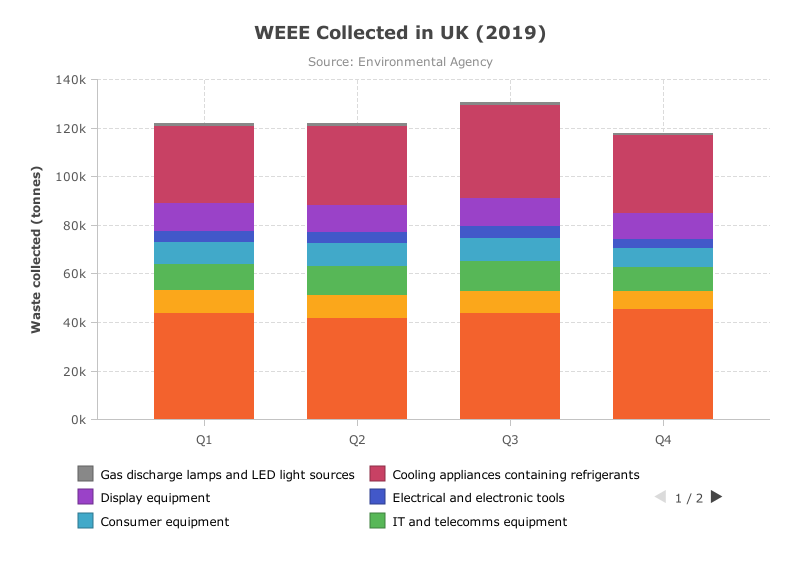 WEEE Collected in UK (2019)
Source: Environmental Agency
140k
120k
100k
80k
60k
40k
20k
0k
Waste collected (tonnes)
Q1 Q2 Q3 Q4
Gas discharge lamps and LED light sources Cooling appliances containing refrigerants
Display equipment Electrical and electronic tools
1 / 2
Consumer equipment IT and telecomms equipment